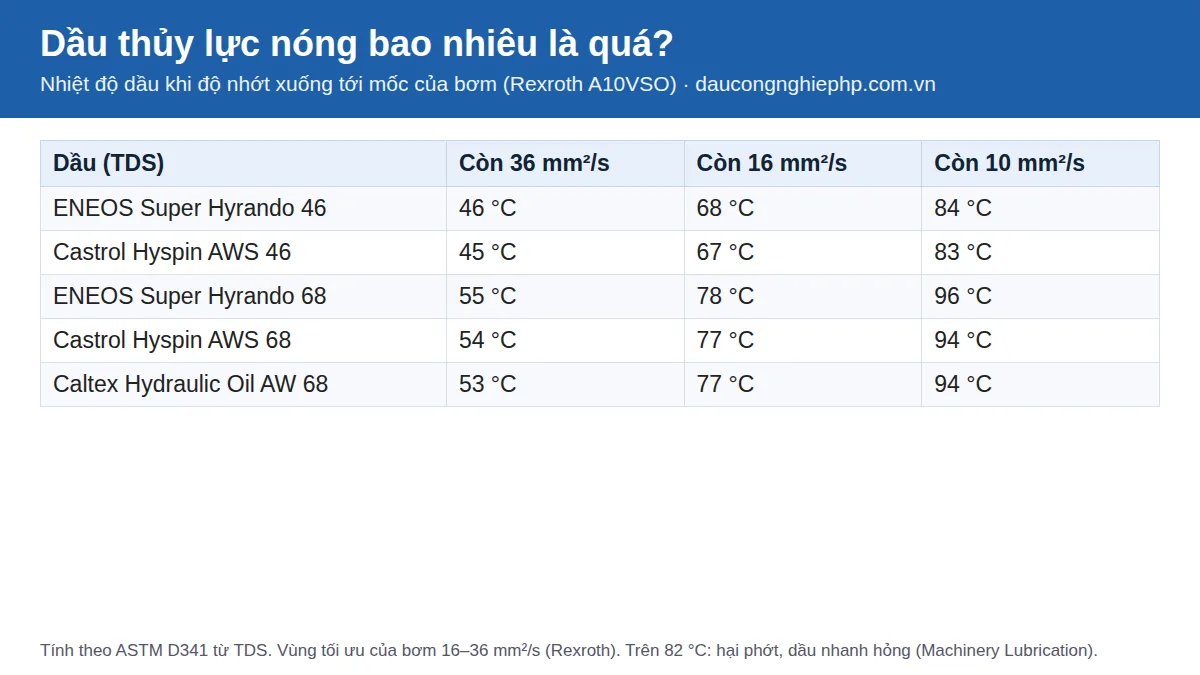 Dầu thủy lực nóng bao nhiêu là quá?
Nhiệt độ dầu khi độ nhớt xuống tới mốc của bơm (Rexroth A10VSO) · daucongnghiephp.com.vn
Dầu (TDS) Còn 36 mm²/s Còn 16 mm²/s Còn 10 mm²/s
ENEOS Super Hyrando 46 46 °C 68 °C 84 °C
Castrol Hyspin AWS 46 45 °C 67 °C 83 °C
ENEOS Super Hyrando 68 55 °C 78 °C 96 °C
Castrol Hyspin AWS 68 54 °C 77 °C 94 °C
Caltex Hydraulic Oil AW 68 53 °C 77 °C 94 °C
Tính theo ASTM D341 từ TDS. Vùng tối ưu của bơm 16–36 mm²/s (Rexroth). Trên 82 °C: hại phớt, dầu nhanh hỏng (Machinery Lubrication).